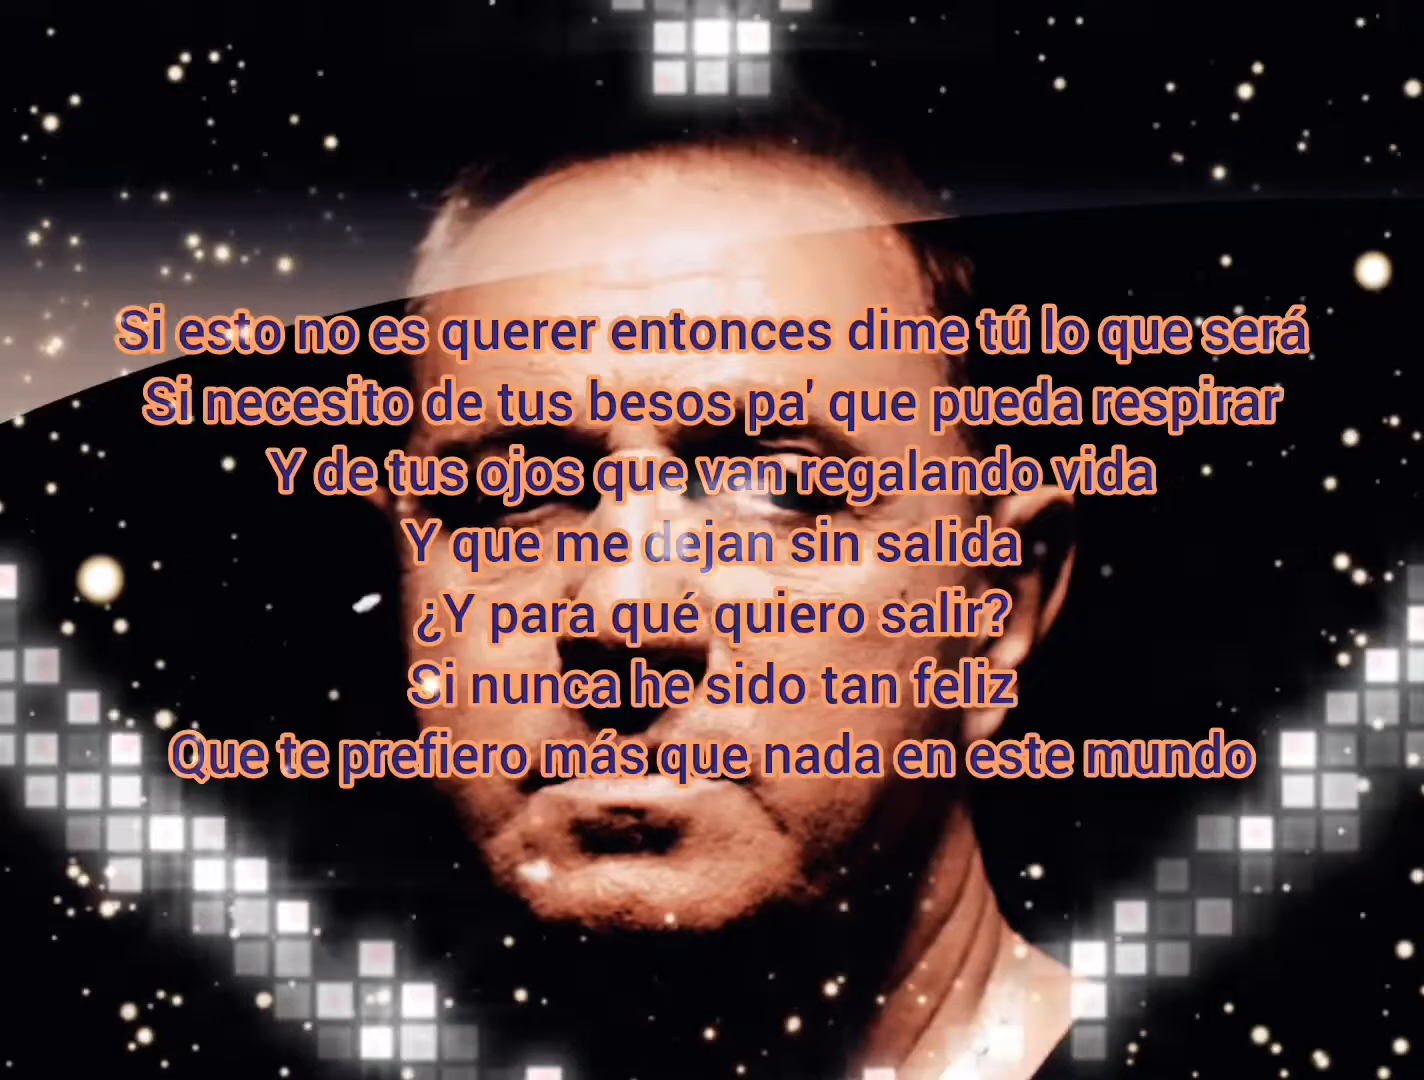 Si esto no es querer entonces dime tú lo que será
Si necesito de tus besos pa' que pueda respirar
Y de tus ojos que van regalando vida
Y que me dejan sin salida
¿Y para qué quiero salir?
Si nunca he sido tan feliz
Que te prefiero más que nada en este mundo